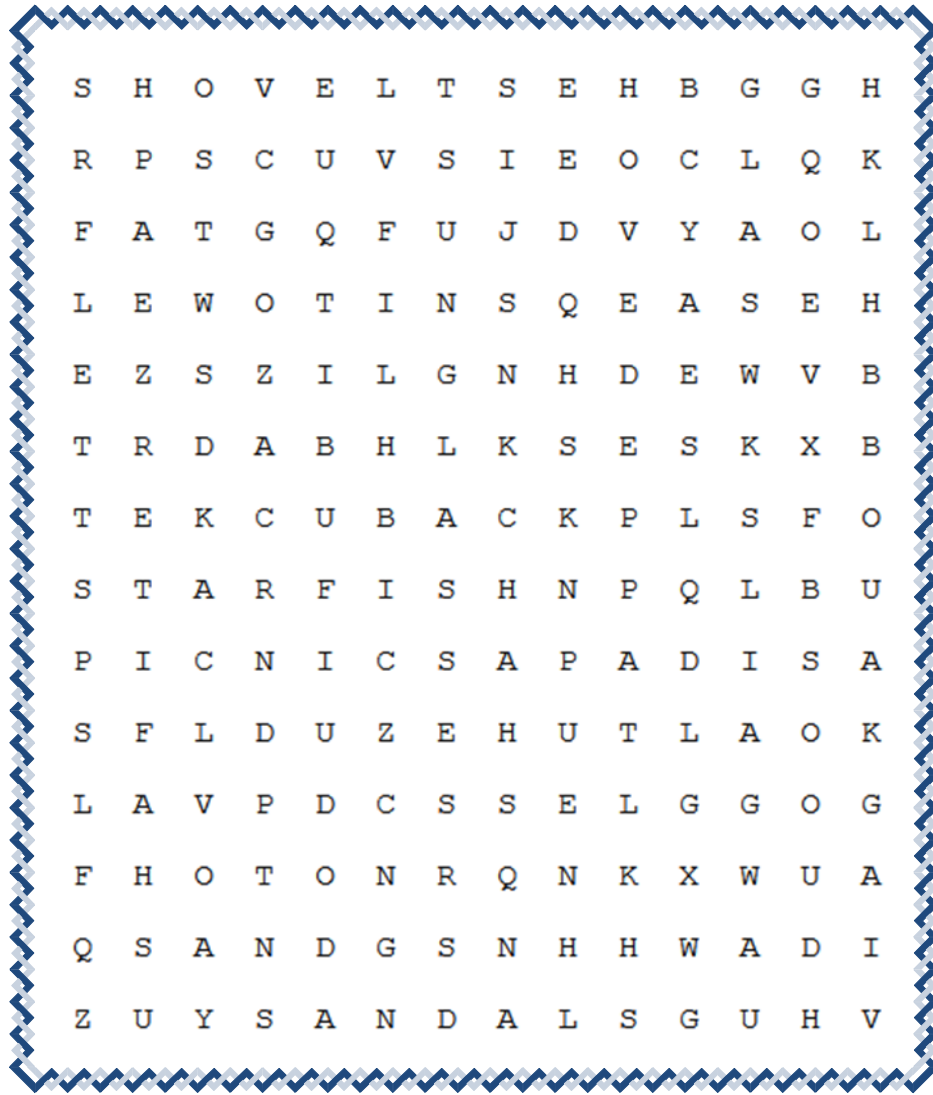 S H O V E L T S E H B G G H
R P S C U V S I E O C L Q K
F A T G Q F U J D V Y A O L
L E W O T I N S Q E A S E H
E Z S Z I L G N H D E W V B
T R D A B H L K S E S K X B
T E K C U B A C K P L S F O
S T A R F I S H N P Q L B U
P I C N I C S A P A D I S A
S F L D U Z E H U T L A O K
L A V P D C S S E L G G O G
F H O T O N R Q N K X W U A
Q S A N D G S N H H W A D I
Z U Y S A N D A L S G U H V